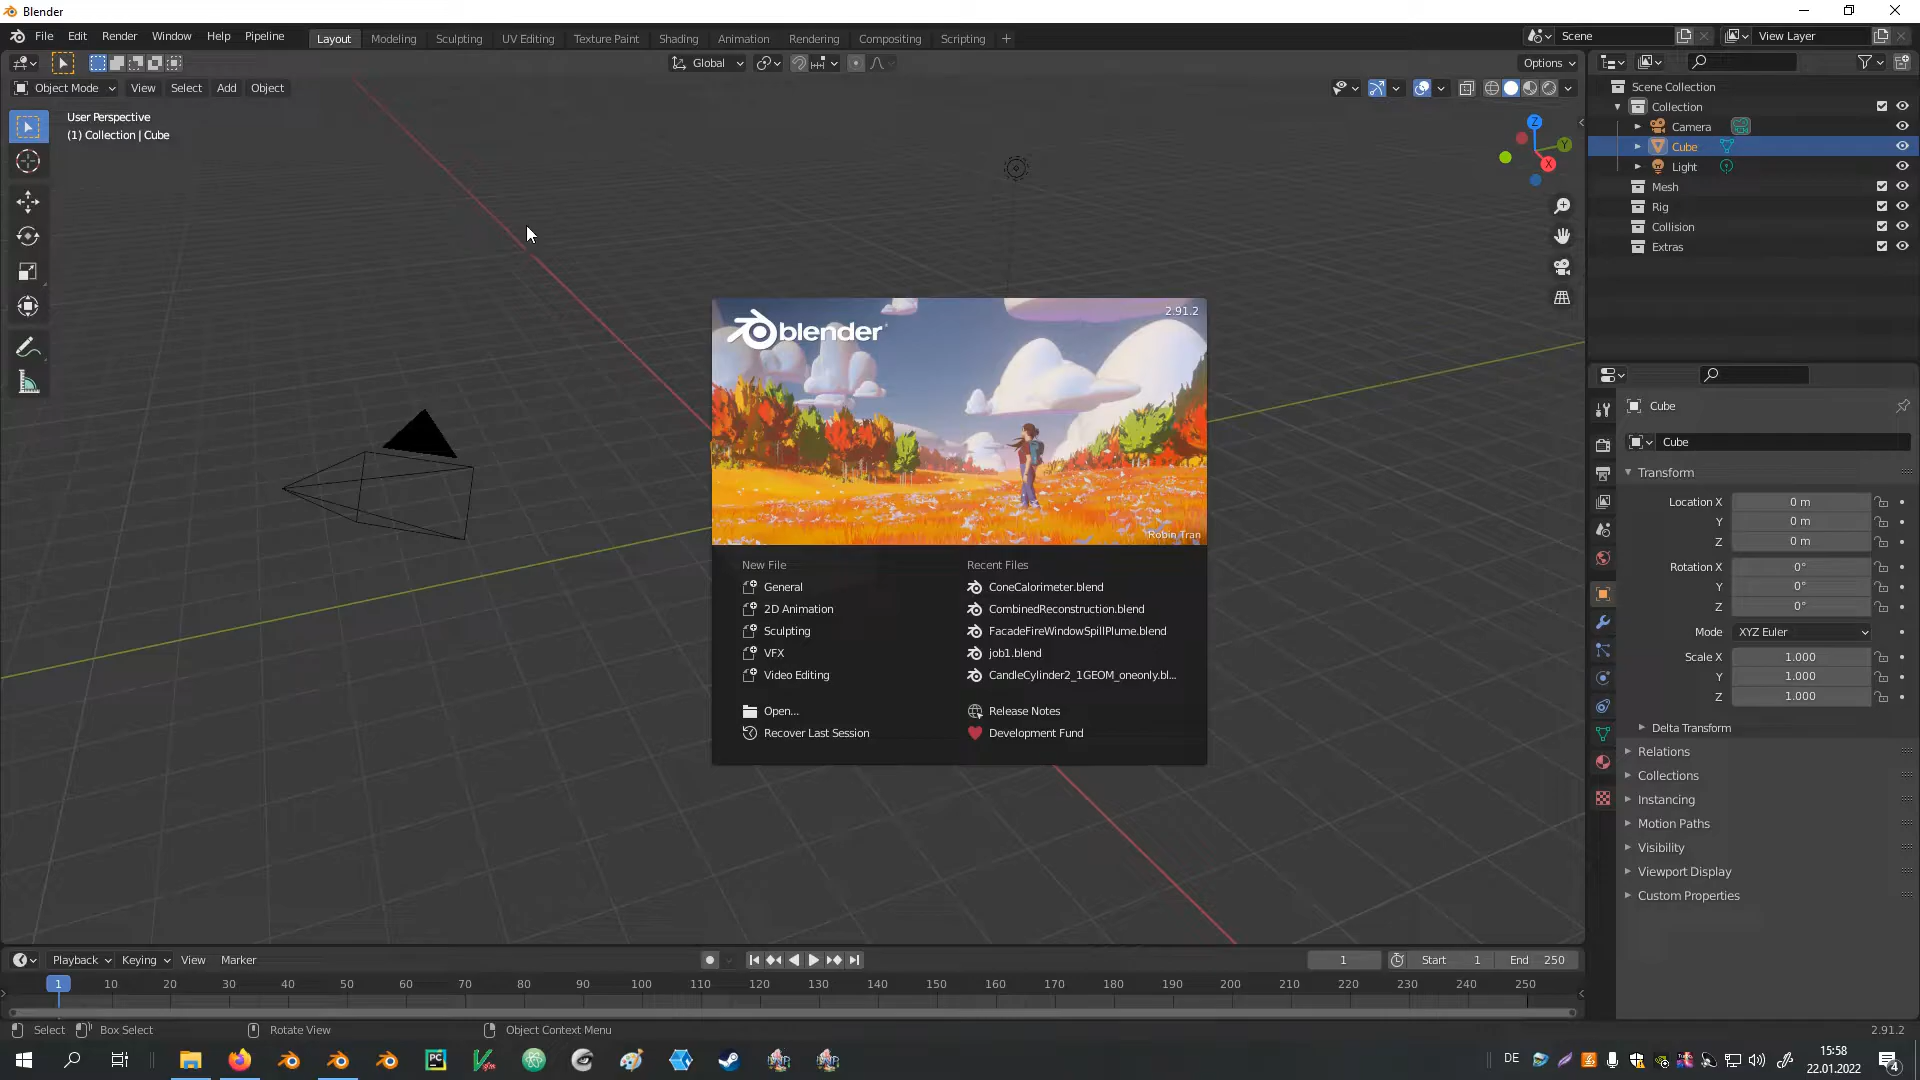 Blender
File Edit Render Window Help Pipeline
Layout Modeling Sculpting UV Editing Texture Paint Shading Animation Rendering Compositing Scripting +
Scene
View Layer
Global
Options
Object Mode View Select Add Object
User Perspective
(1) Collection | Cube
Z
Y
X
Scene Collection
Collection
Camera
Cube
Light
Mesh
Rig
Collision
Extras
blender
2.91.2
Robin Tran
New File
General
2D Animation
Sculpting
VFX
Video Editing
Open...
Recover Last Session
Recent Files
ConeCalorimeter.blend
CombinedReconstruction.blend
FacadeFireWindowSpillPlume.blend
job1.blend
CandleCylinder2_1GEOM_oneonly.bl...
Release Notes
Development Fund
Cube
Cube
Transform
Location X 0 m
Y 0 m
Z 0 m
Rotation X 0°
Y 0°
Z 0°
Mode XYZ Euler
Scale X 1.000
Y 1.000
Z 1.000
Delta Transform
Relations
Collections
Instancing
Motion Paths
Visibility
Viewport Display
Custom Properties
Playback Keying View Marker
1
Start 1
End 250
1 10 20 30 40 50 60 70 80 90 100 110 120 130 140 150 160 170 180 190 200 210 220 230 240 250
Select Box Select Rotate View Object Context Menu
2.91.2
PC
DE
15:58
22.01.2022
4